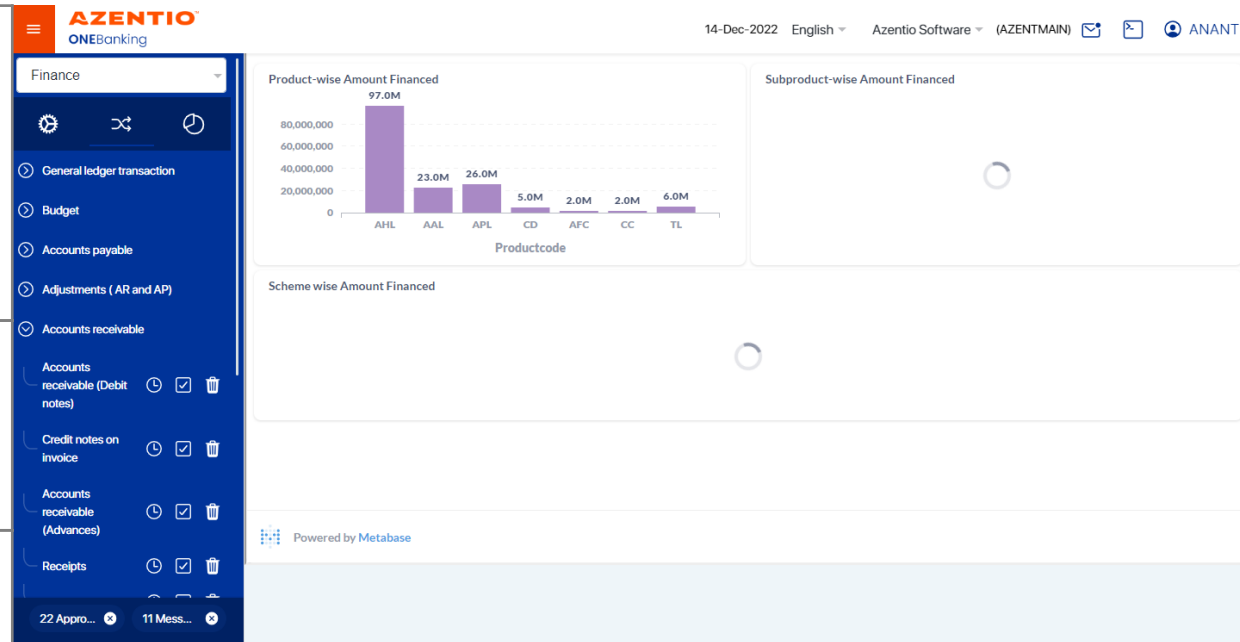 AZENTIO™
ONEBanking
14-Dec-2022 English Azentio Software (AZENTMAIN) ANANT
Finance
General ledger transaction
Budget
Accounts payable
Adjustments ( AR and AP)
Accounts receivable
Accounts
receivable (Debit
notes)
Credit notes on
invoice
Accounts
receivable
(Advances)
Receipts
22 Appro...
11 Mess...
Product-wise Amount Financed
97.0M
80,000,000
60,000,000
40,000,000
20,000,000
0
23.0M
26.0M
5.0M
2.0M
2.0M
6.0M
AHL AAL APL CD AFC CC TL
Productcode
Subproduct-wise Amount Financed
Scheme wise Amount Financed
Powered by Metabase